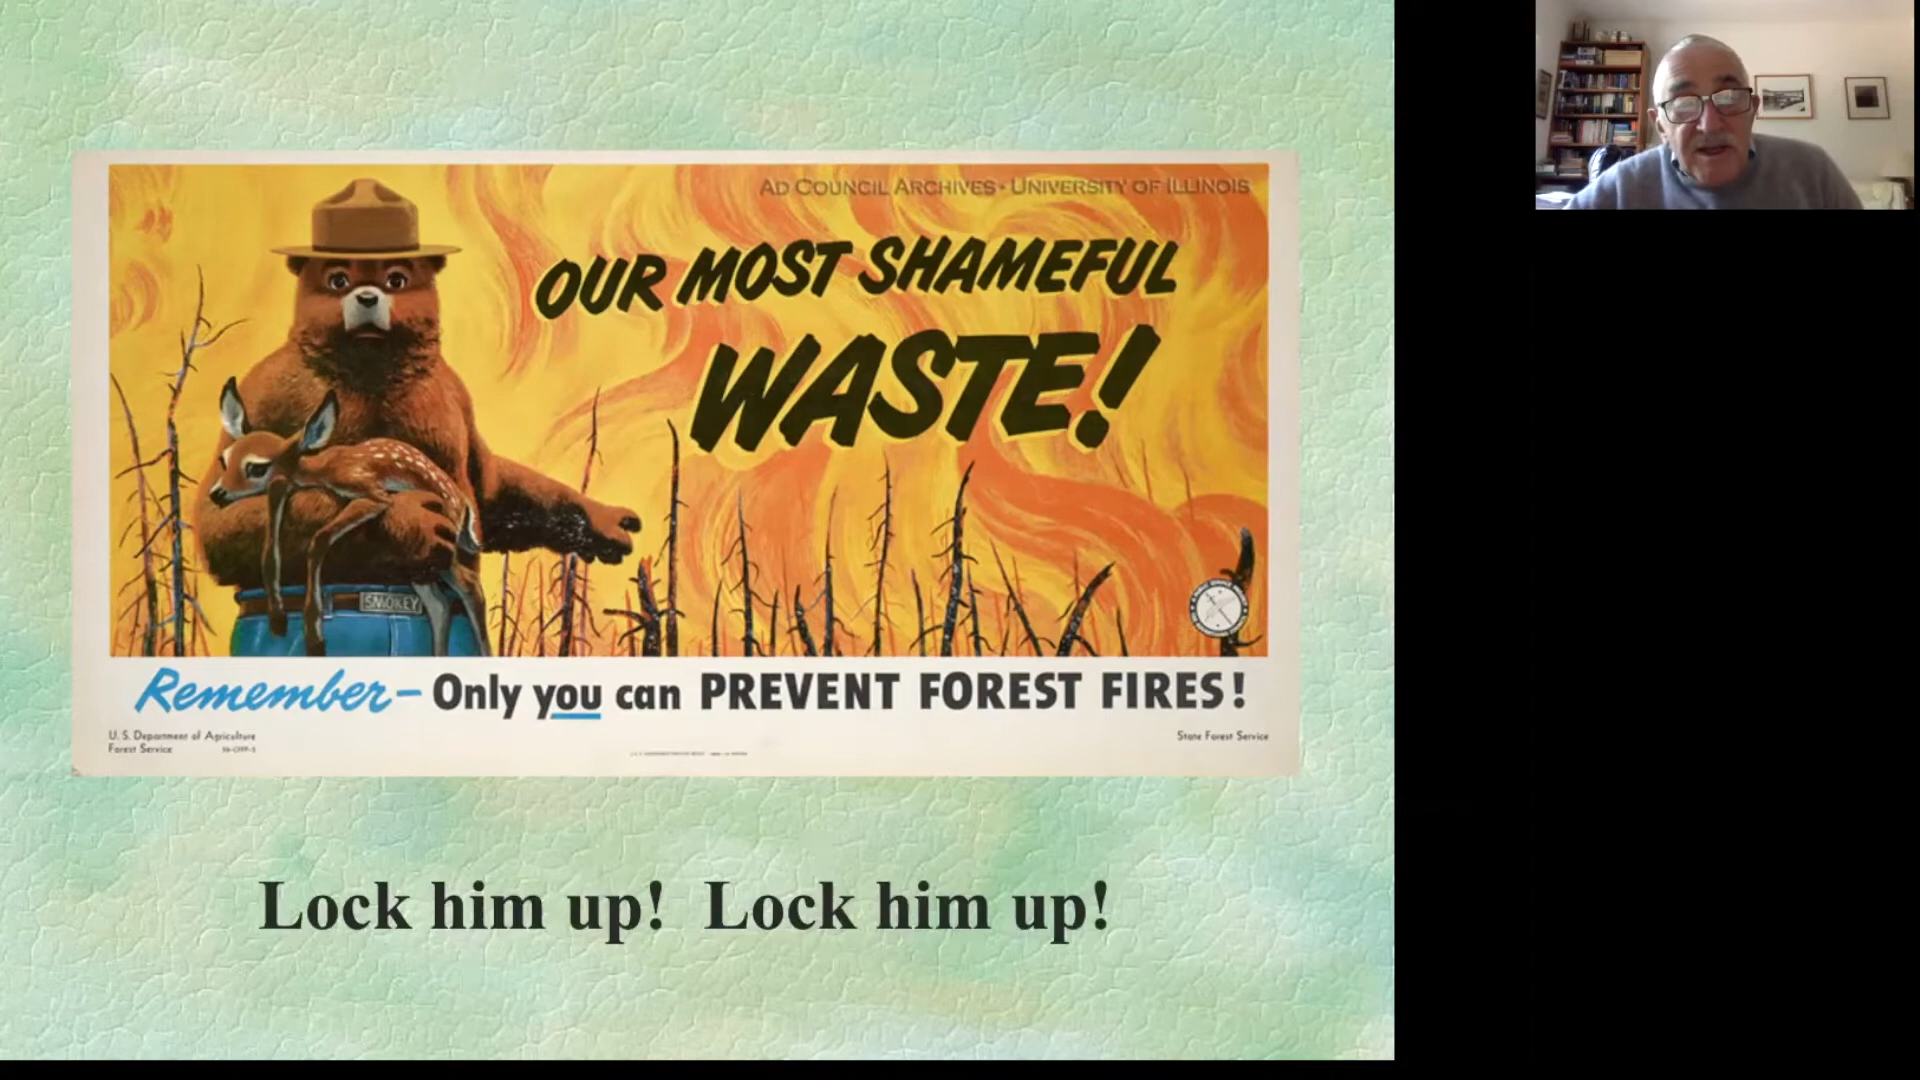 AD COUNCIL ARCHIVES • UNIVERSITY OF ILLINOIS
OUR MOST SHAMEFUL
WASTE!
SMOKEY
Remember— Only you can PREVENT FOREST FIRES!
U. S. Department of Agriculture
Forest Service
State Forest Service
Lock him up! Lock him up!